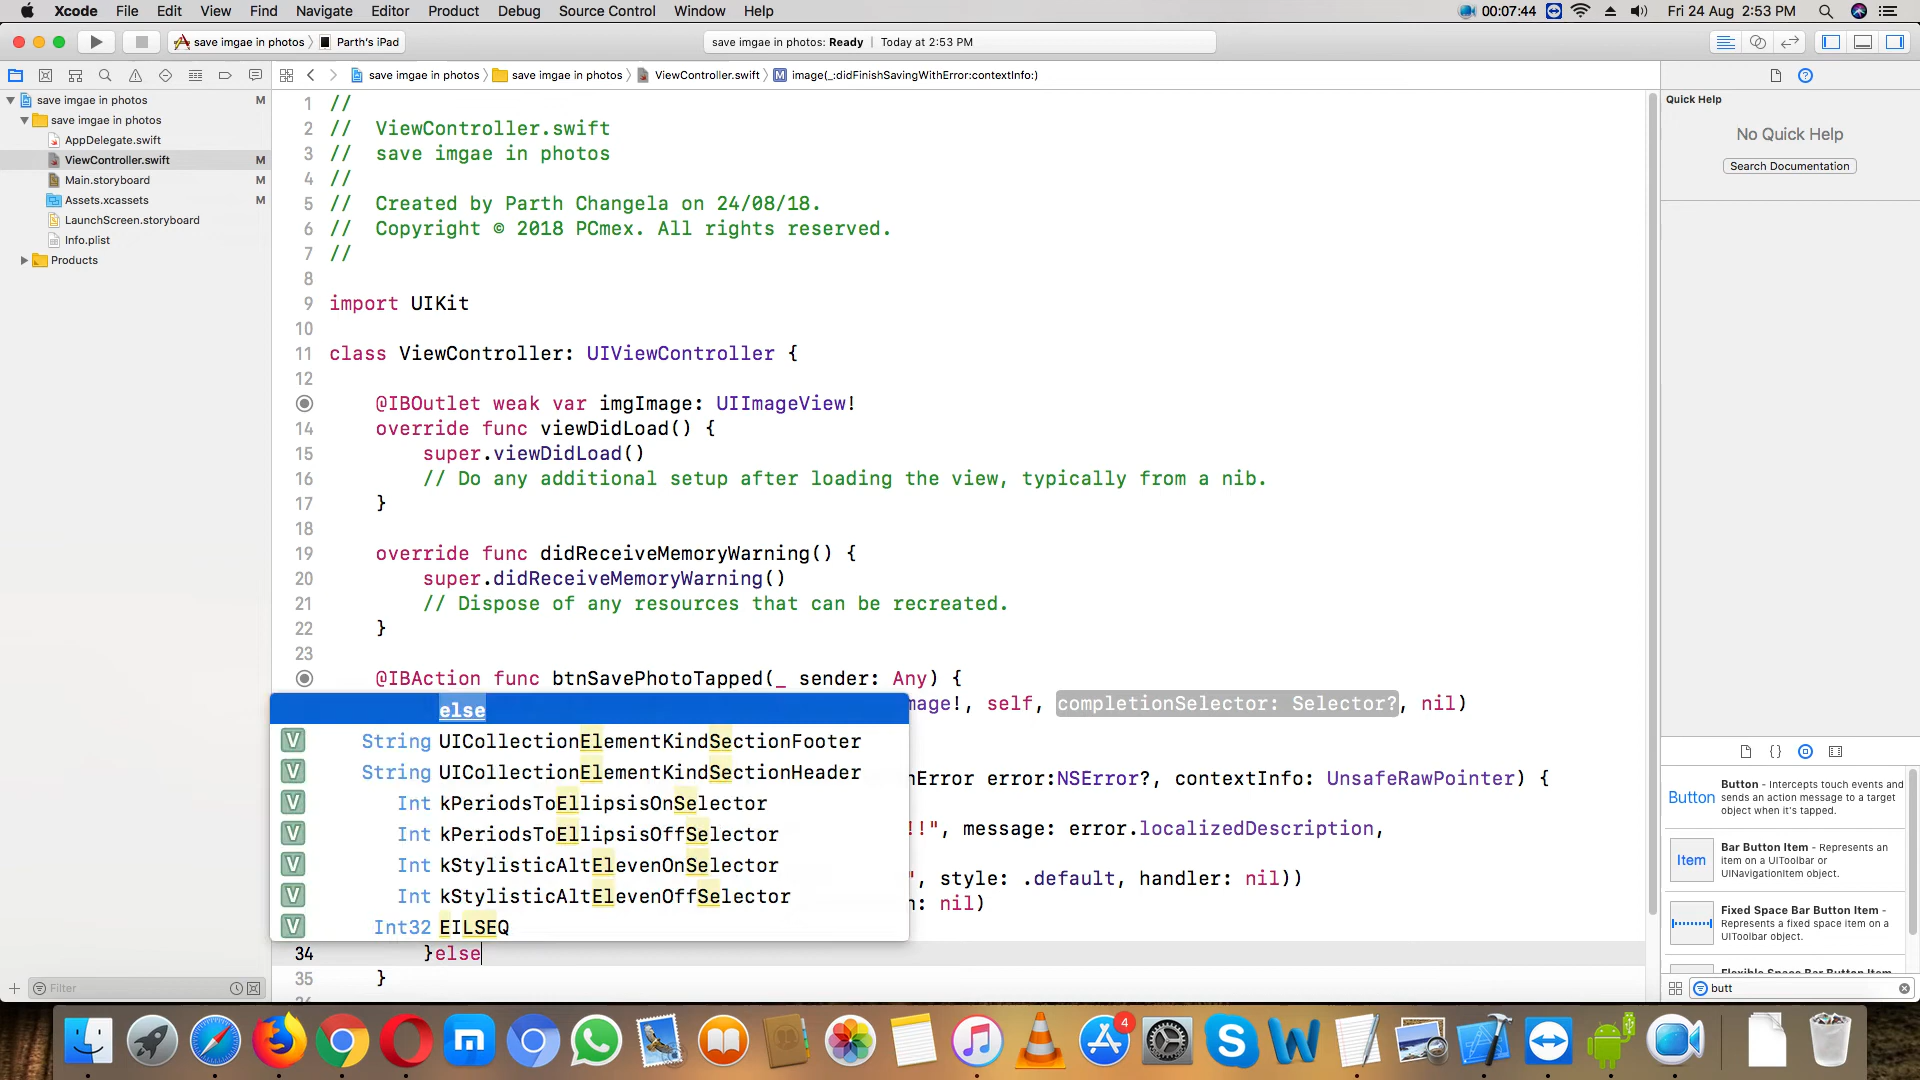 Xcode File Edit View Find Navigate Editor Product Debug Source Control Window Help 00:07:44 Fri 24 Aug 2:53 PM
save imgae in photos Parth's iPad save imgae in photos: Ready Today at 2:53 PM
save imgae in photos save imgae in photos ViewController.swift M image(_:didFinishSavingWithError:contextInfo:)
save imgae in photos M
save imgae in photos
AppDelegate.swift
ViewController.swift M
Main.storyboard M
Assets.xcassets M
LaunchScreen.storyboard
Info.plist
Products
Filter
1 //
2 // ViewController.swift
3 // save imgae in photos
4 //
5 // Created by Parth Changela on 24/08/18.
6 // Copyright © 2018 PCmex. All rights reserved.
7 //
8
9 import UIKit
10
11 class ViewController: UIViewController {
12
@IBOutlet weak var imgImage: UIImageView!
14 override func viewDidLoad() {
15 super.viewDidLoad()
16 // Do any additional setup after loading the view, typically from a nib.
17 }
18
19 override func didReceiveMemoryWarning() {
20 super.didReceiveMemoryWarning()
21 // Dispose of any resources that can be recreated.
22 }
23
@IBAction func btnSavePhotoTapped(_ sender: Any) {
mage!, self, completionSelector: Selector?, nil)
nError error:NSError?, contextInfo: UnsafeRawPointer) {
!!", message: error.localizedDescription,
", style: .default, handler: nil))
n: nil)
else
V String UICollectionElementKindSectionFooter
V String UICollectionElementKindSectionHeader
V Int kPeriodsToEllipsisOnSelector
V Int kPeriodsToEllipsisOffSelector
V Int kStylisticAltElevenOnSelector
V Int kStylisticAltElevenOffSelector
V Int32 EILSEQ
34 }else
35 }
Quick Help
No Quick Help
Search Documentation
{}
Button Button - Intercepts touch events and
sends an action message to a target
object when it's tapped.
Item Bar Button Item - Represents an
item on a UIToolbar or
UINavigationItem object.
Fixed Space Bar Button Item -
Represents a fixed space item on a
UIToolbar object.
Flexible Space Bar Button Item
butt
4